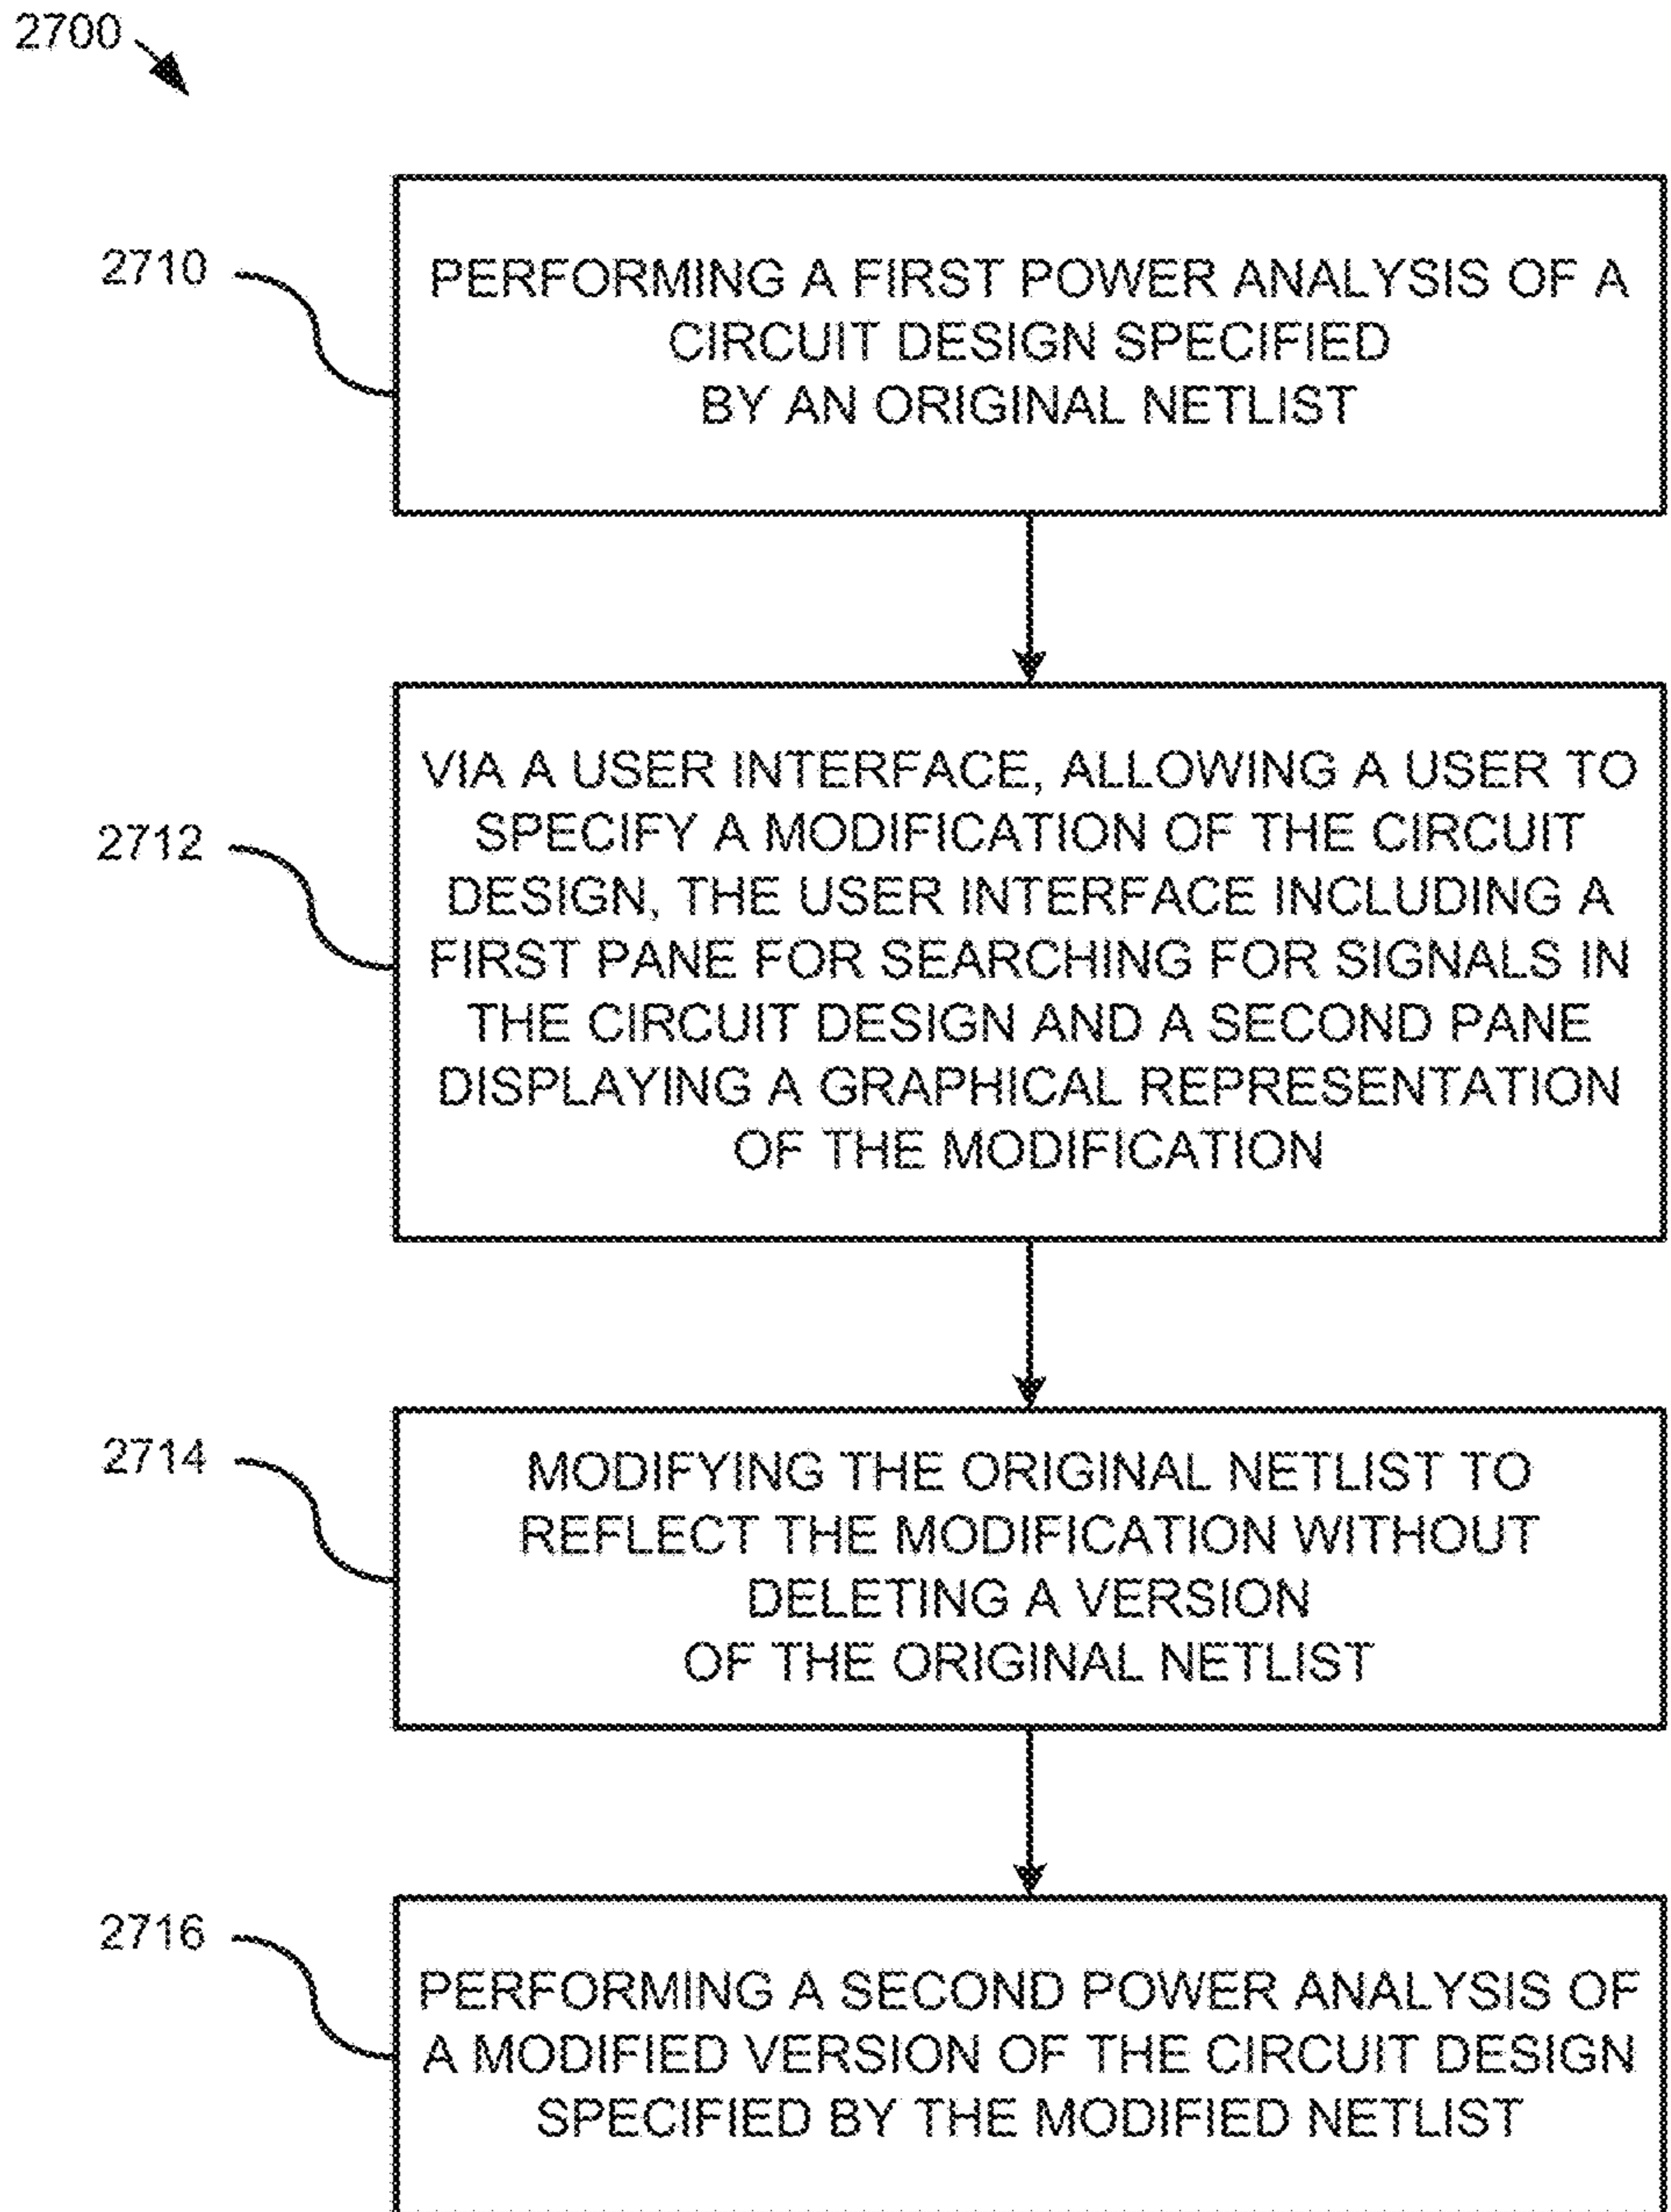 2700
2710
PERFORMING A FIRST POWER ANALYSIS OF A
CIRCUIT DESIGN SPECIFIED
BY AN ORIGINAL NETLIST
2712
VIA A USER INTERFACE, ALLOWING A USER TO
SPECIFY A MODIFICATION OF THE CIRCUIT
DESIGN, THE USER INTERFACE INCLUDING A
FIRST PANE FOR SEARCHING FOR SIGNALS IN
THE CIRCUIT DESIGN AND A SECOND PANE
DISPLAYING A GRAPHICAL REPRESENTATION
OF THE MODIFICATION
2714
MODIFYING THE ORIGINAL NETLIST TO
REFLECT THE MODIFICATION WITHOUT
DELETING A VERSION
OF THE ORIGINAL NETLIST
2716
PERFORMING A SECOND POWER ANALYSIS OF
A MODIFIED VERSION OF THE CIRCUIT DESIGN
SPECIFIED BY THE MODIFIED NETLIST